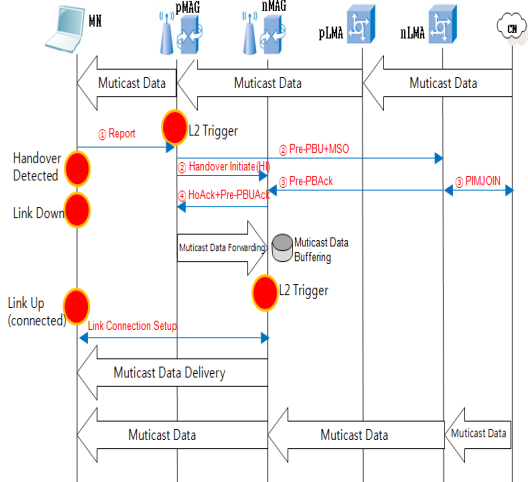 MN
pMAG
nMAG
pLMA
nLMA
CN
Muticast Data
Muticast Data
Muticast Data
① Report
L2 Trigger
② Pre-PBU+MSO
Handover
Detected
② Handover Initiate(HI)
③ Pre-PBAck
③ PIMJOIN
④ HoAck+Pre-PBUAck
Link Down
Muticast Data Forwarding
Muticast Data
Buffering
L2 Trigger
Link Up
(connected)
Link Connection Setup
Muticast Data Delivery
Muticast Data
Muticast Data
Muticast Data